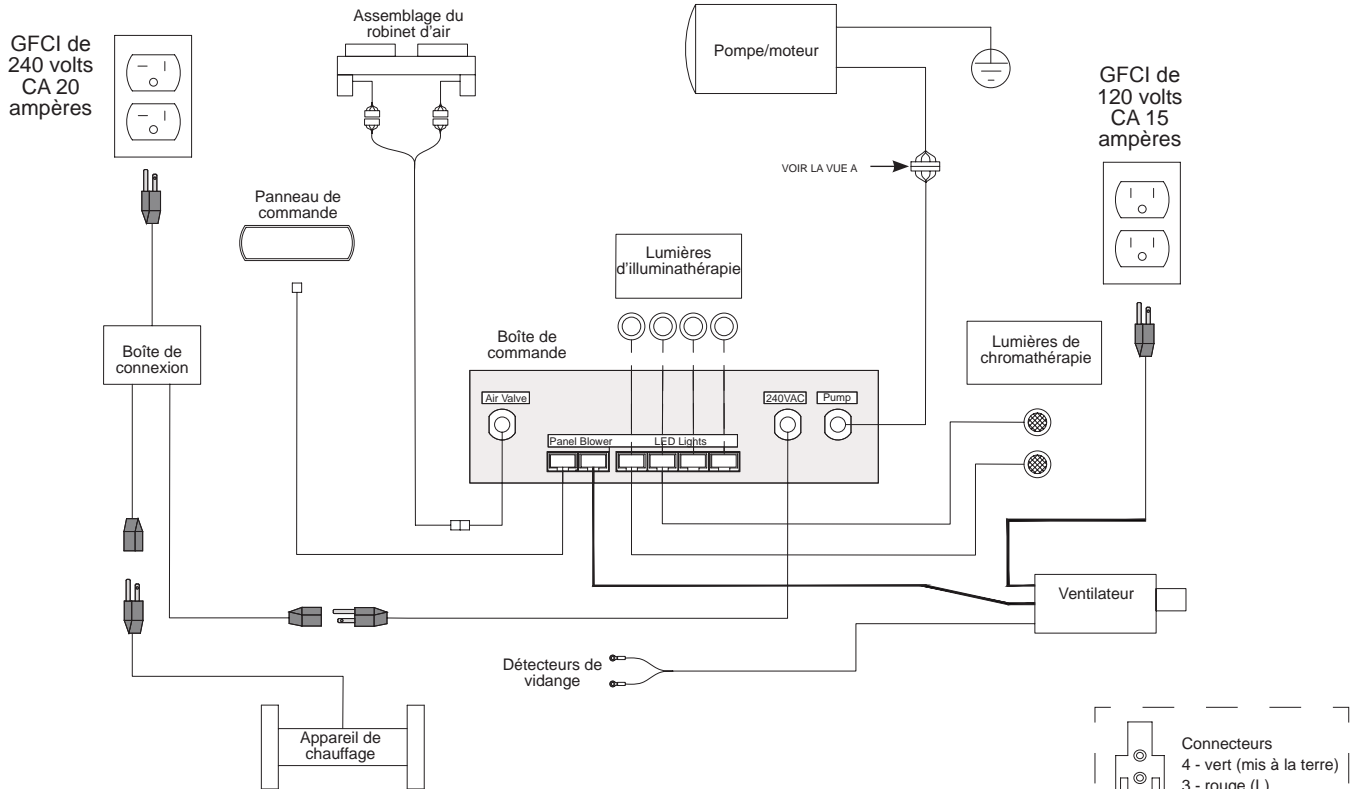 Assemblage du
robinet d'air
GFCI de
240 volts
CA 20
ampères
Pompe/moteur
GFCI de
120 volts
CA 15
ampères
VOIR LA VUE A
Panneau de
commande
Lumières
d'illuminathérapie
Boîte de
commande
Boîte de
connexion
Lumières de
chromathérapie
Air Valve
240VAC
Pump
Panel Blower
LED Lights
Ventilateur
Détecteurs de
vidange
Appareil de
chauffage
Connecteurs
4 - vert (mis à la terre)
3 - rouge (L)